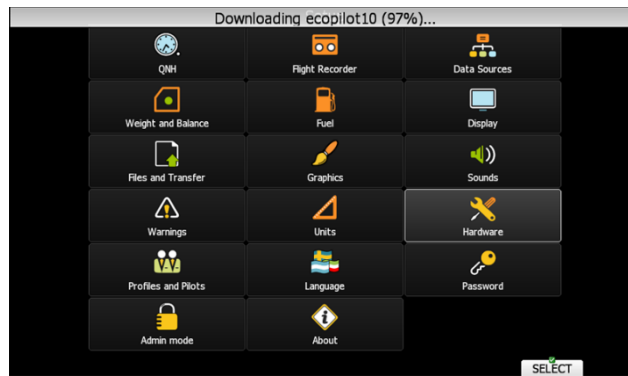 Downloading ecopilot10 (97%)...
QNH
Flight Recorder
Data Sources
Weight and Balance
Fuel
Display
Files and Transfer
Graphics
Sounds
Warnings
Units
Hardware
Profiles and Pilots
Language
Password
Admin mode
About
SELECT